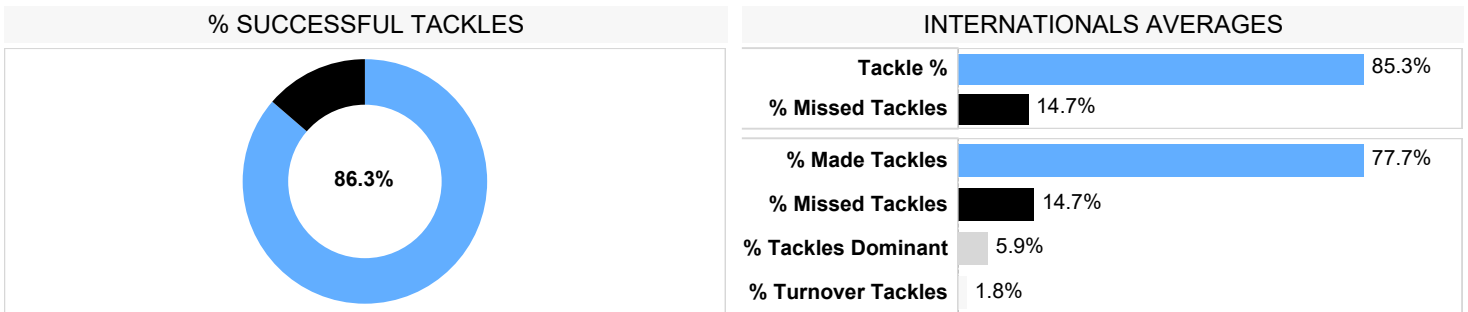 % SUCCESSFUL TACKLES
86.3%
INTERNATIONALS AVERAGES
Tackle % 85.3%
% Missed Tackles 14.7%
% Made Tackles 77.7%
% Missed Tackles 14.7%
% Tackles Dominant 5.9%
% Turnover Tackles 1.8%